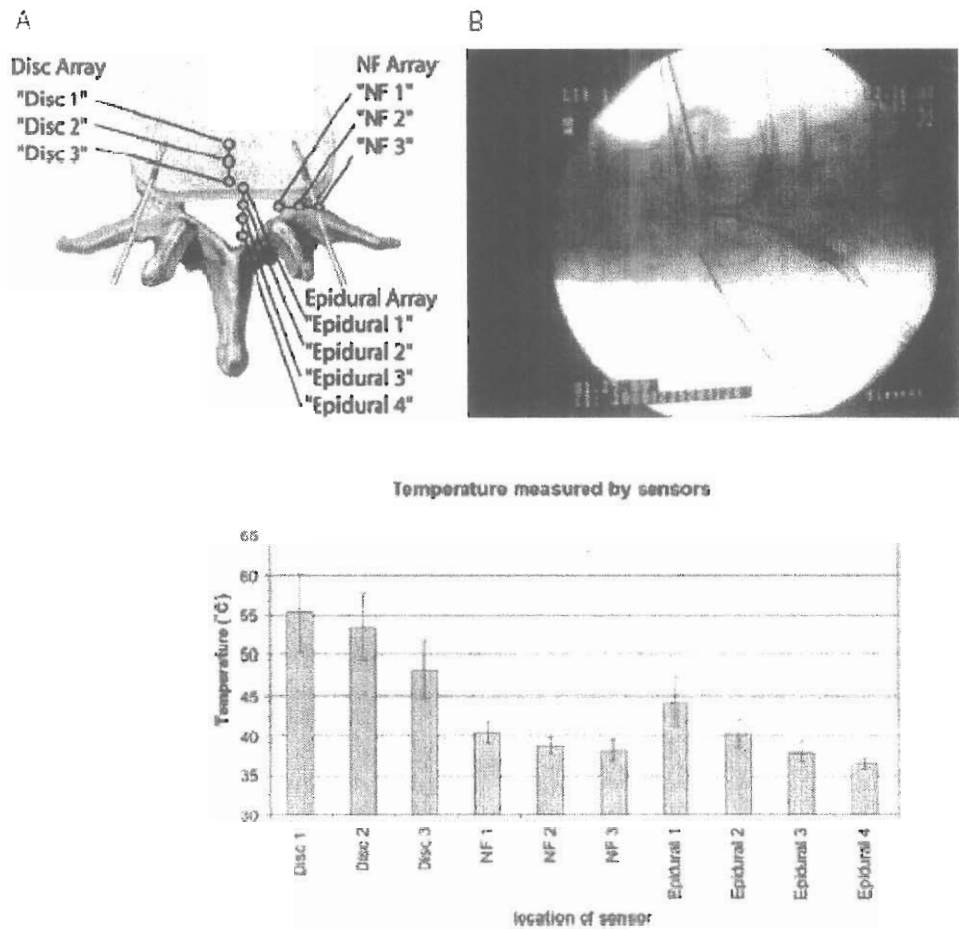 A
B
Disc Array
"Disc 1"
"Disc 2"
"Disc 3"
NF Array
"NF 1"
"NF 2"
"NF 3"
Epidural Array
"Epidural 1"
"Epidural 2"
"Epidural 3"
"Epidural 4"
Temperature measured by sensors
Temperature (°C)
65
60
55
50
45
40
35
30
Disc 1
Disc 2
Disc 3
NF 1
NF 2
NF 3
Epidural 1
Epidural 2
Epidural 3
Epidural 4
location of sensor